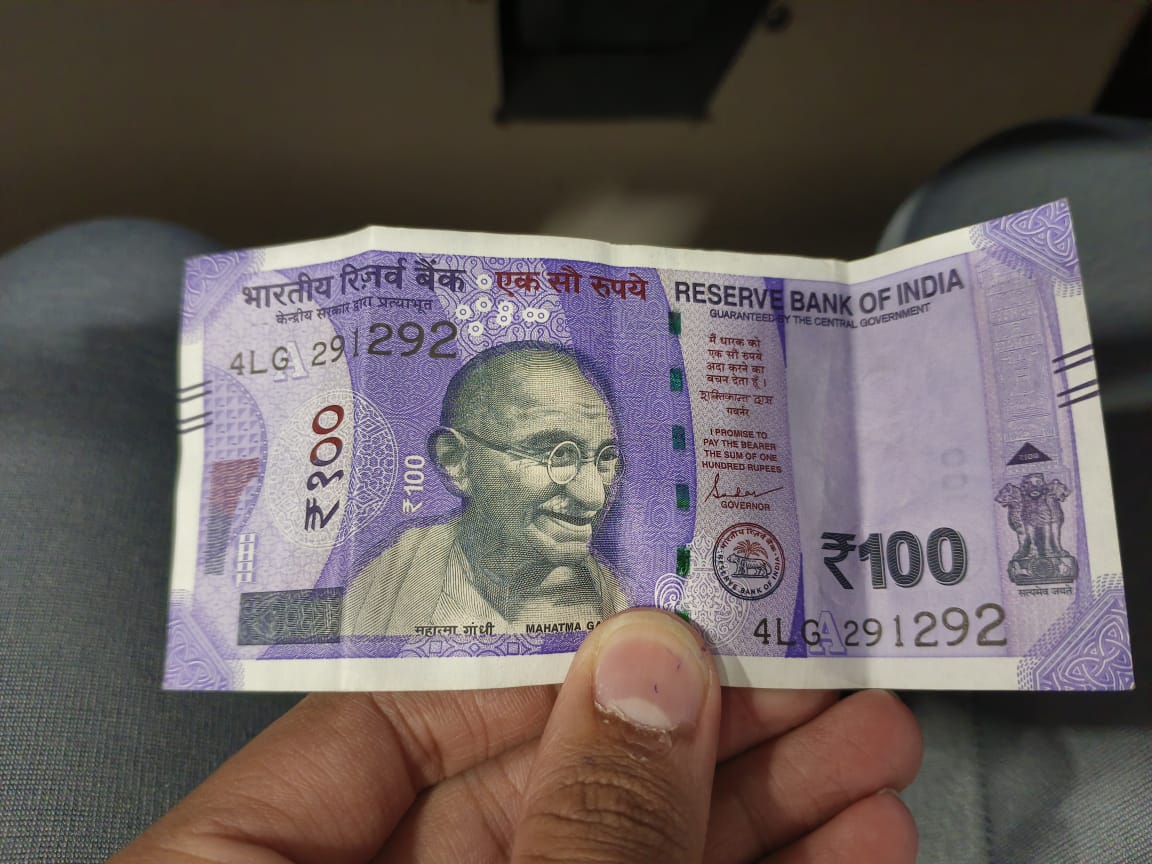 भारतीय रिज़र्व बैंक
केन्द्रीय सरकार द्वारा प्रत्याभूत
एक सौ रुपये
4LG 291292
₹१००
₹100
महात्मा गांधी MAHATMA GA
RESERVE BANK OF INDIA
GUARANTEED BY THE CENTRAL GOVERNMENT
मैं धारक को
एक सौ रुपये
अदा करने का
वचन देता हूँ।
शक्तिकान्त दास
गवर्नर
I PROMISE TO
PAY THE BEARER
THE SUM OF ONE
HUNDRED RUPEES
GOVERNOR
भारतीय रिज़र्व बैंक
RESERVE BANK OF INDIA
₹100
₹100
सत्यमेव जयते
4LG A 291292